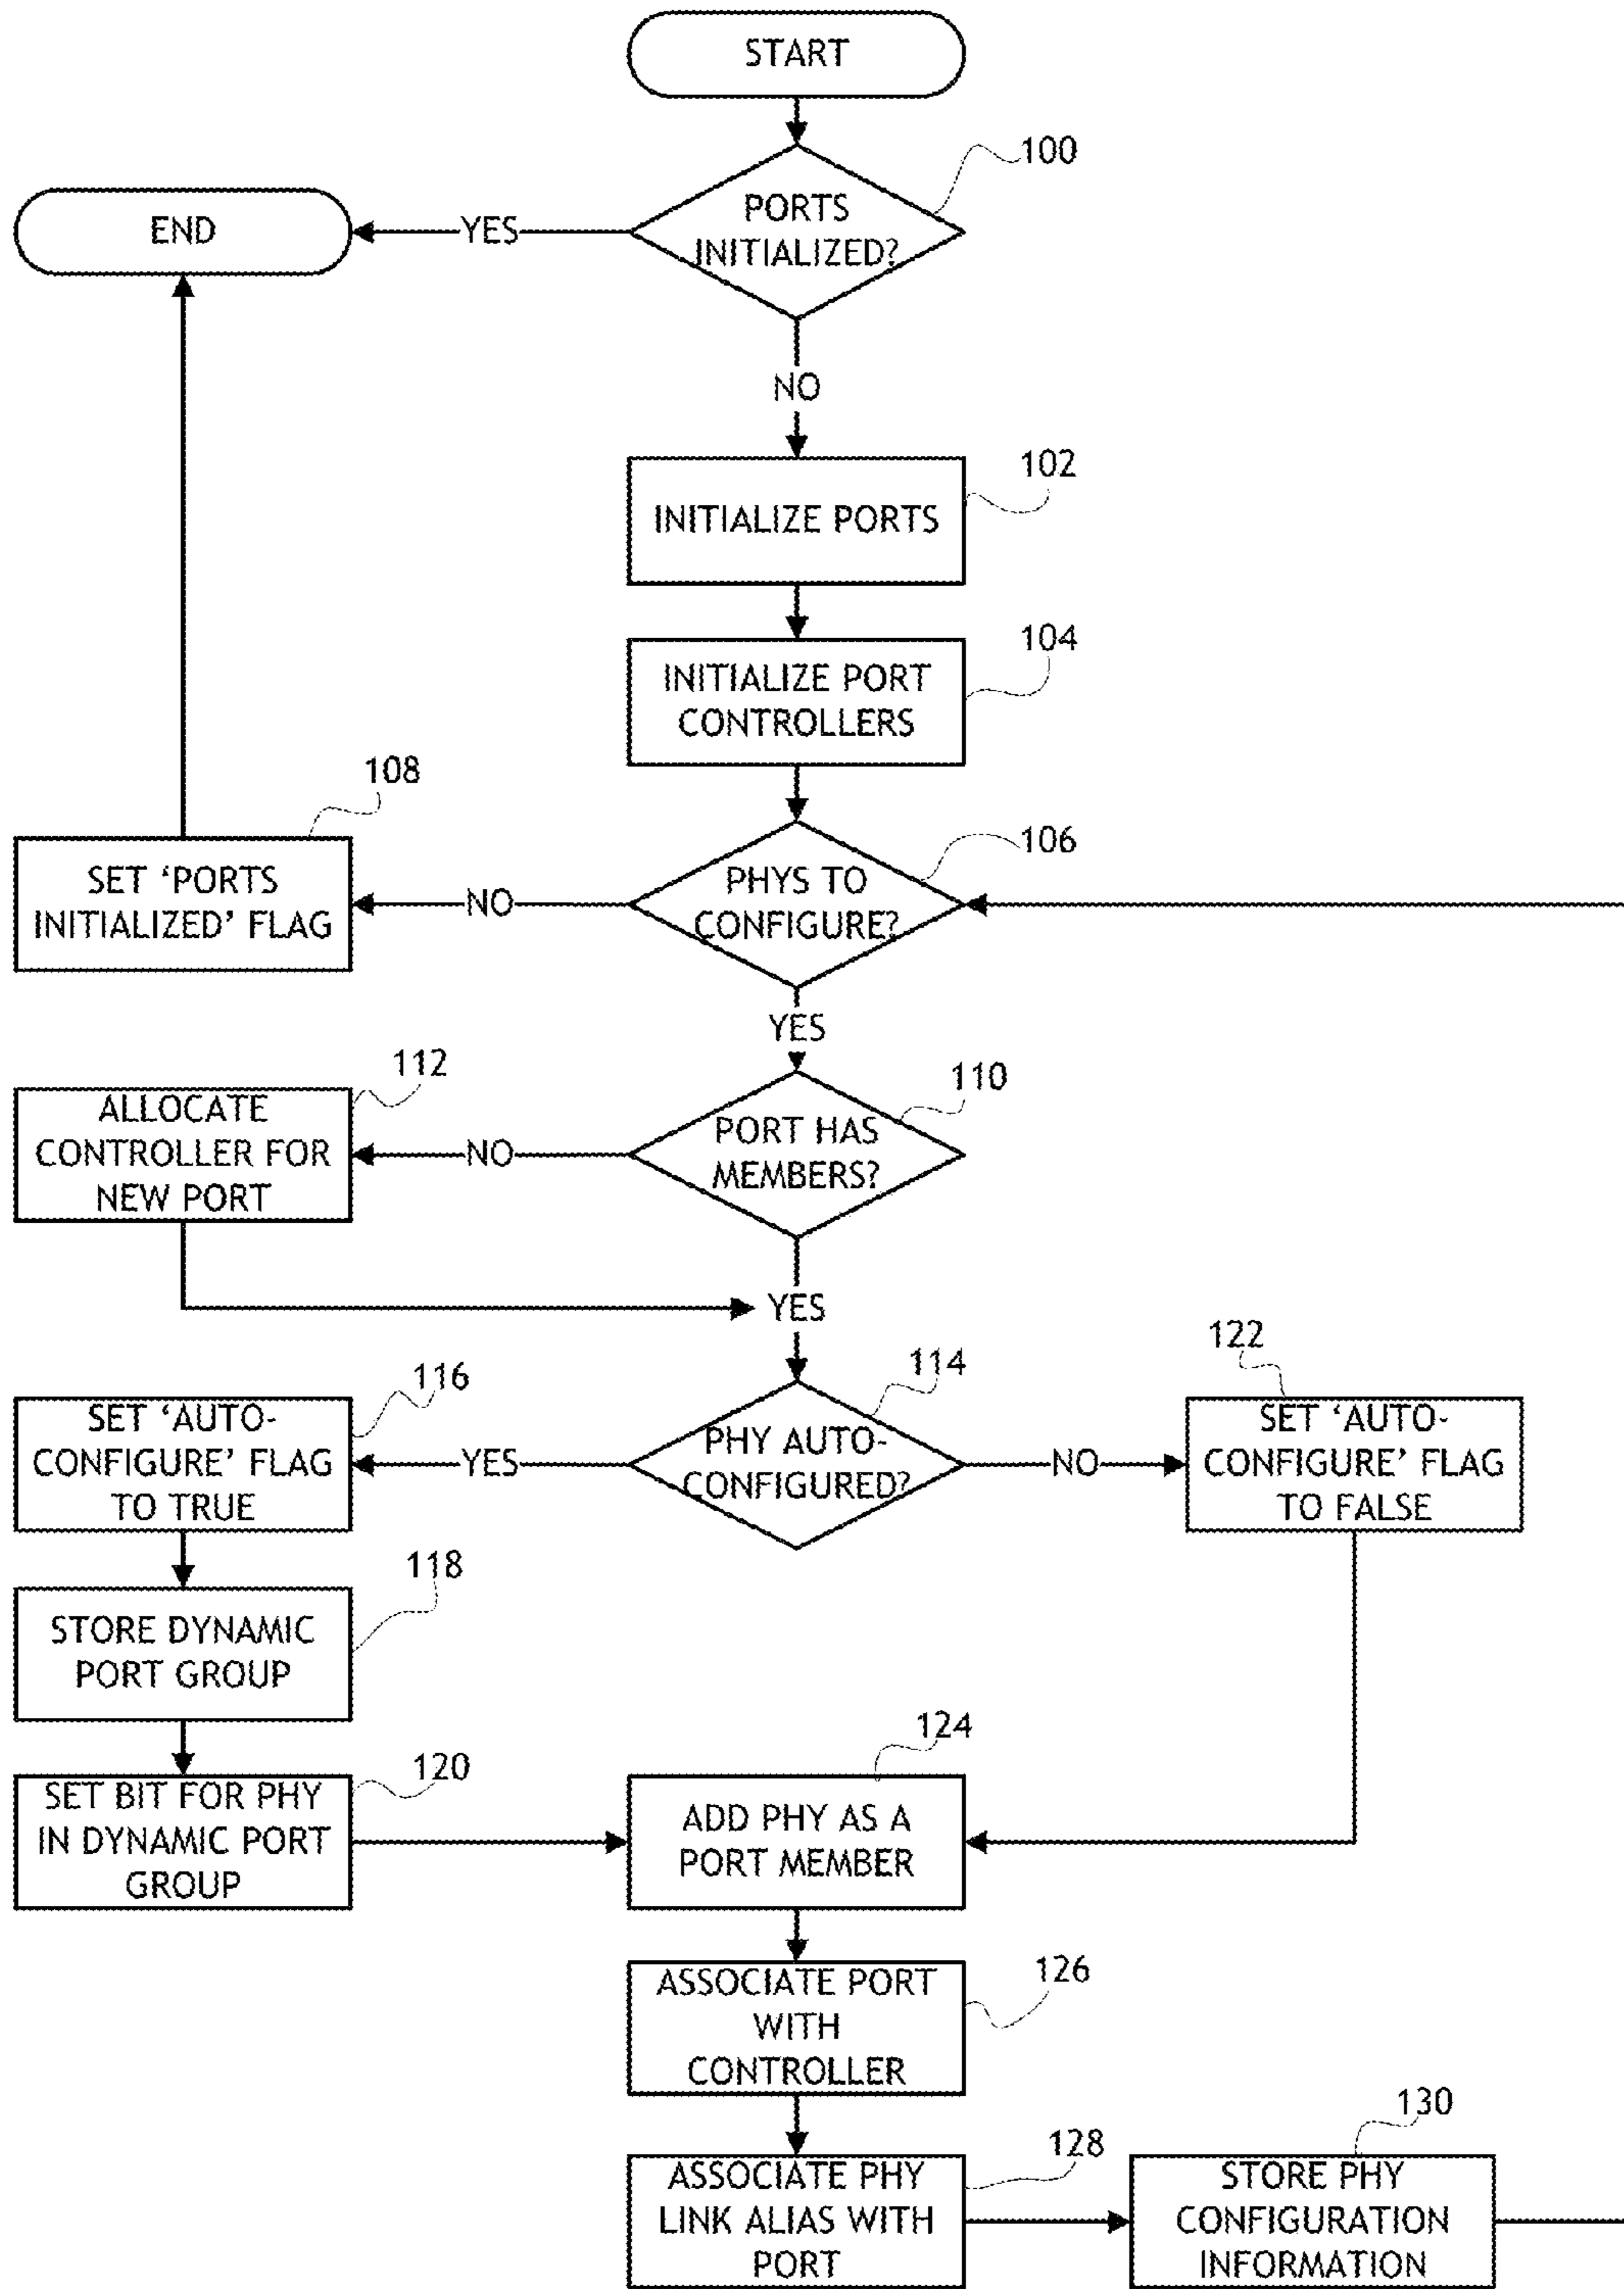 START
100
PORTS
INITIALIZED?
YES
END
NO
102
INITIALIZE PORTS
104
INITIALIZE PORT
CONTROLLERS
108
SET ‘PORTS
INITIALIZED’ FLAG
NO
106
PHYS TO
CONFIGURE?
YES
112
ALLOCATE
CONTROLLER FOR
NEW PORT
NO
110
PORT HAS
MEMBERS?
YES
116
SET ‘AUTO-
CONFIGURE’ FLAG
TO TRUE
YES
114
PHY AUTO-
CONFIGURED?
NO
122
SET ‘AUTO-
CONFIGURE’ FLAG
TO FALSE
118
STORE DYNAMIC
PORT GROUP
120
SET BIT FOR PHY
IN DYNAMIC PORT
GROUP
124
ADD PHY AS A
PORT MEMBER
126
ASSOCIATE PORT
WITH
CONTROLLER
128
ASSOCIATE PHY
LINK ALIAS WITH
PORT
130
STORE PHY
CONFIGURATION
INFORMATION